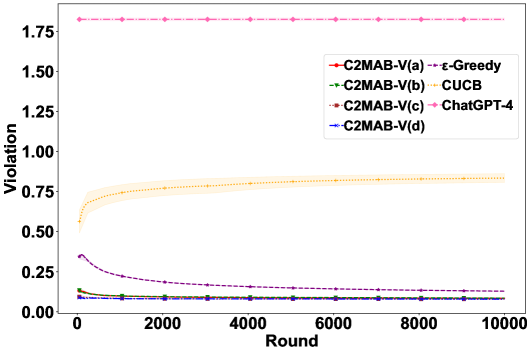 1.75
1.50
1.25
1.00
0.75
0.50
0.25
0.00
Violation
C2MAB-V(a)
C2MAB-V(b)
C2MAB-V(c)
C2MAB-V(d)
ε-Greedy
CUCB
ChatGPT-4
0 2000 4000 6000 8000 10000
Round